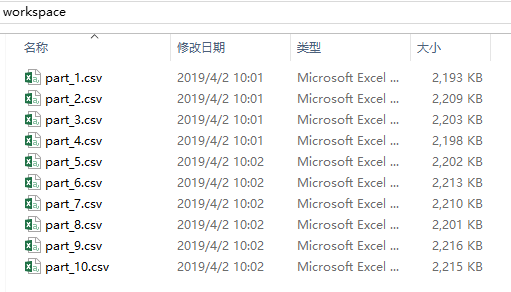 workspace
名称 修改日期 类型 大小
part_1.csv 2019/4/2 10:01 Microsoft Excel ... 2,193 KB
part_2.csv 2019/4/2 10:01 Microsoft Excel ... 2,209 KB
part_3.csv 2019/4/2 10:01 Microsoft Excel ... 2,203 KB
part_4.csv 2019/4/2 10:01 Microsoft Excel ... 2,198 KB
part_5.csv 2019/4/2 10:02 Microsoft Excel ... 2,202 KB
part_6.csv 2019/4/2 10:02 Microsoft Excel ... 2,213 KB
part_7.csv 2019/4/2 10:02 Microsoft Excel ... 2,210 KB
part_8.csv 2019/4/2 10:02 Microsoft Excel ... 2,201 KB
part_9.csv 2019/4/2 10:02 Microsoft Excel ... 2,216 KB
part_10.csv 2019/4/2 10:02 Microsoft Excel ... 2,215 KB